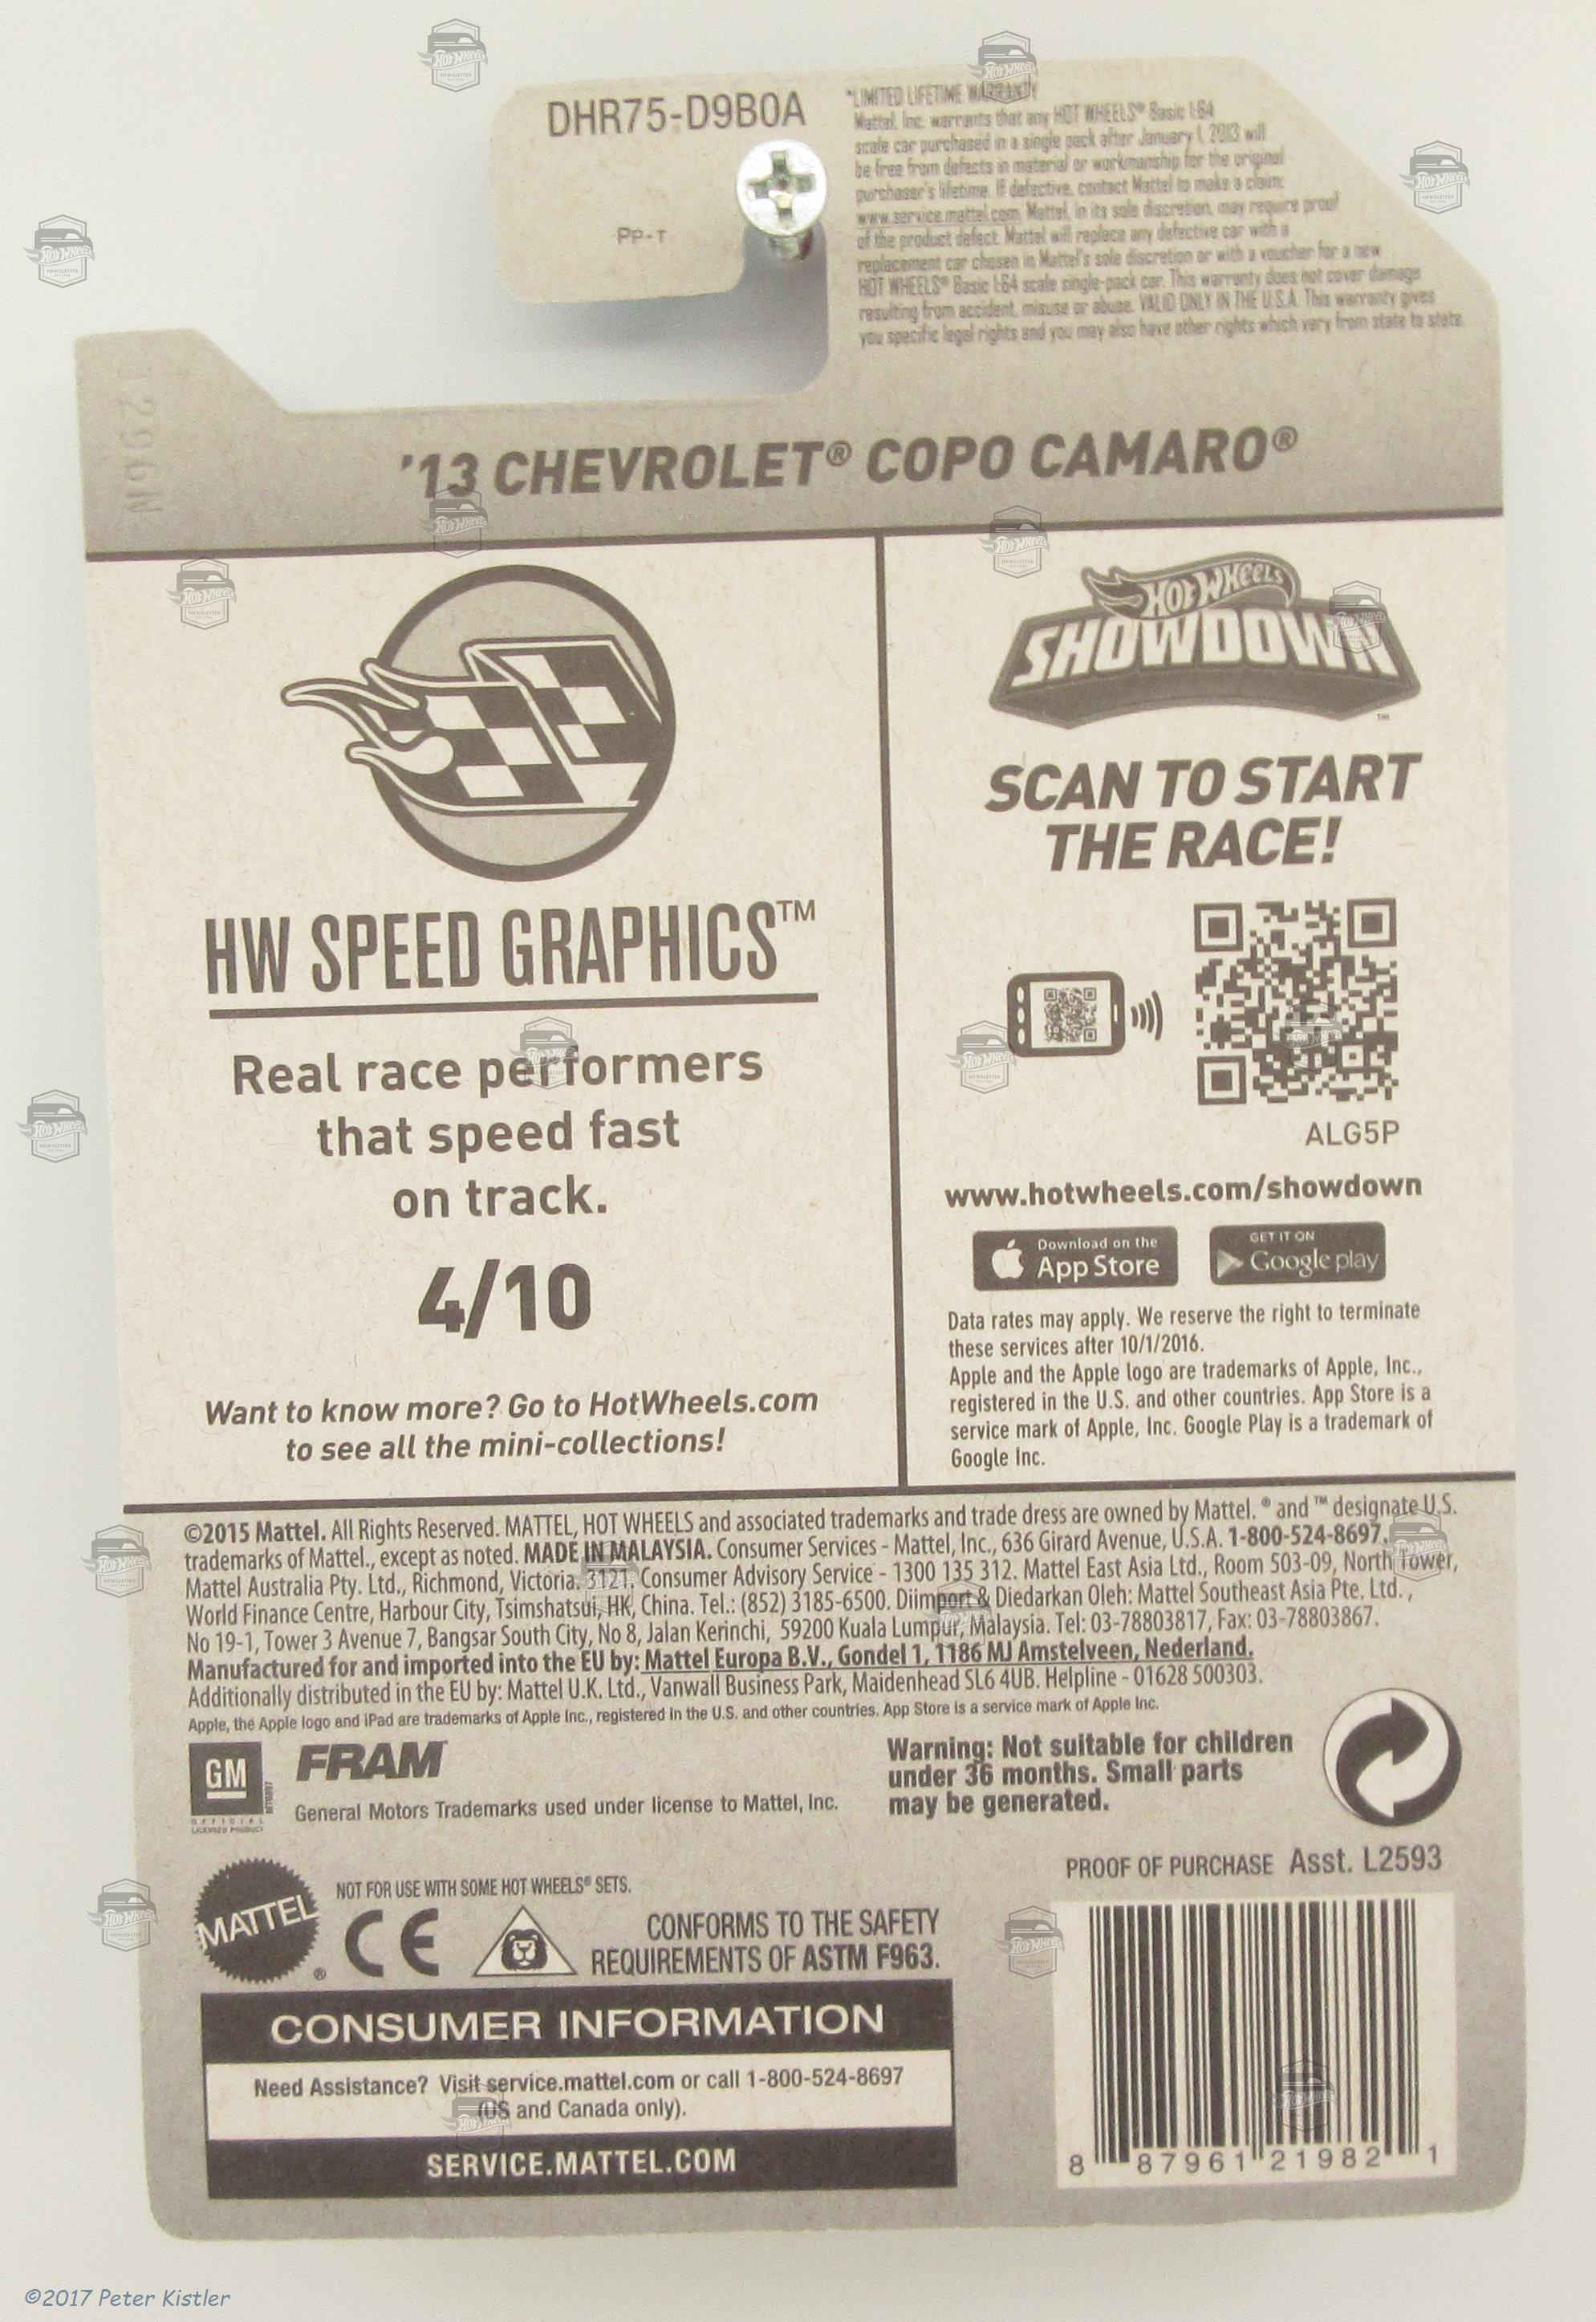 DHR75-D9B0A
PP-T
*LIMITED LIFETIME WARRANTY
Mattel, Inc. warrants that any HOT WHEELS® Basic 1:64
scale car purchased in a single pack after January 1, 2013 will
be free from defects in material or workmanship for the original
purchaser's lifetime. If defective, contact Mattel to make a claim:
www.service.mattel.com. Mattel, in its sole discretion, may require proof
of the product defect. Mattel will replace any defective car with a
replacement car chosen in Mattel's sole discretion or with a voucher for a new
HOT WHEELS® Basic 1:64 scale single-pack car. This warranty does not cover damage
resulting from accident, misuse or abuse. VALID ONLY IN THE U.S.A. This warranty gives
you specific legal rights and you may also have other rights which vary from state to state.
'13 CHEVROLET® COPO CAMARO®
HW SPEED GRAPHICS™
Real race performers
that speed fast
on track.
4/10
Want to know more? Go to HotWheels.com
to see all the mini-collections!
HOT WHEELS
SHOWDOWN™
SCAN TO START
THE RACE!
ALG5P
www.hotwheels.com/showdown
Download on the
App Store
GET IT ON
Google play
Data rates may apply. We reserve the right to terminate
these services after 10/1/2016.
Apple and the Apple logo are trademarks of Apple, Inc.,
registered in the U.S. and other countries. App Store is a
service mark of Apple, Inc. Google Play is a trademark of
Google Inc.
©2015 Mattel. All Rights Reserved. MATTEL, HOT WHEELS and associated trademarks and trade dress are owned by Mattel. ® and ™ designate U.S.
trademarks of Mattel., except as noted. MADE IN MALAYSIA. Consumer Services - Mattel, Inc., 636 Girard Avenue, U.S.A. 1-800-524-8697.
Mattel Australia Pty. Ltd., Richmond, Victoria. 3121. Consumer Advisory Service - 1300 135 312. Mattel East Asia Ltd., Room 503-09, North Tower,
World Finance Centre, Harbour City, Tsimshatsui, HK, China. Tel.: (852) 3185-6500. Diimport & Diedarkan Oleh: Mattel Southeast Asia Pte. Ltd. ,
No 19-1, Tower 3 Avenue 7, Bangsar South City, No 8, Jalan Kerinchi, 59200 Kuala Lumpur, Malaysia. Tel: 03-78803817, Fax: 03-78803867.
Manufactured for and imported into the EU by: Mattel Europa B.V., Gondel 1, 1186 MJ Amstelveen, Nederland.
Additionally distributed in the EU by: Mattel U.K. Ltd., Vanwall Business Park, Maidenhead SL6 4UB. Helpline - 01628 500303.
Apple, the Apple logo and iPad are trademarks of Apple Inc., registered in the U.S. and other countries. App Store is a service mark of Apple Inc.
GM
OFFICIAL
LICENSED PRODUCT
FRAM
General Motors Trademarks used under license to Mattel, Inc.
Warning: Not suitable for children
under 36 months. Small parts
may be generated.
PROOF OF PURCHASE Asst. L2593
MATTEL®
NOT FOR USE WITH SOME HOT WHEELS® SETS.
CE
CONFORMS TO THE SAFETY
REQUIREMENTS OF ASTM F963.
CONSUMER INFORMATION
Need Assistance? Visit service.mattel.com or call 1-800-524-8697
(US and Canada only).
SERVICE.MATTEL.COM
8 87961 21982 1
©2017 Peter Kistler